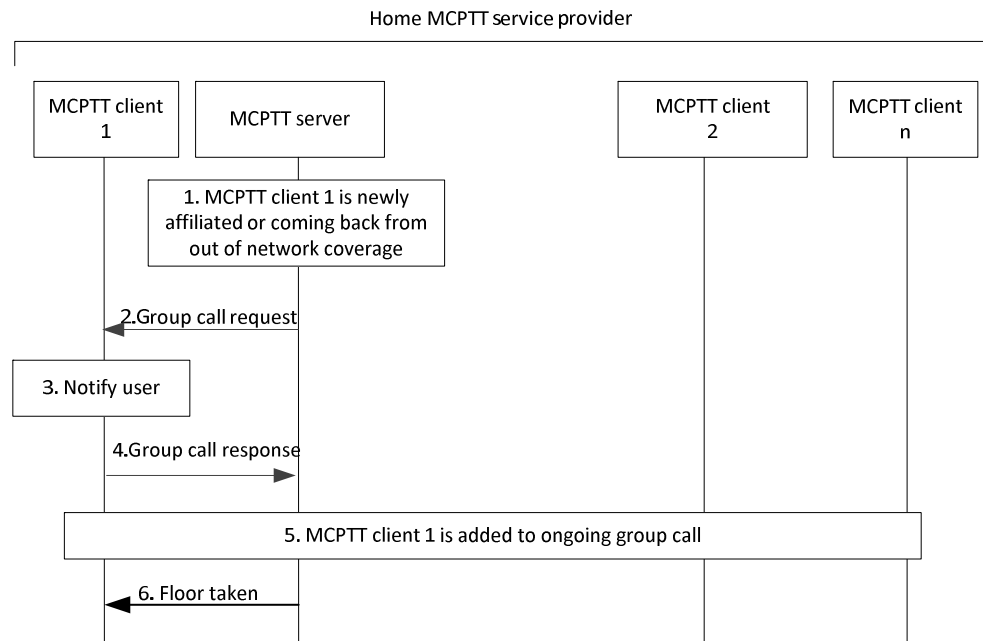 Home MCPTT service provider
MCPTT client
1
MCPTT server
MCPTT client
2
MCPTT client
n
1. MCPTT client 1 is newly
affiliated or coming back from
out of network coverage
2.Group call request
3. Notify user
4.Group call response
5. MCPTT client 1 is added to ongoing group call
6. Floor taken